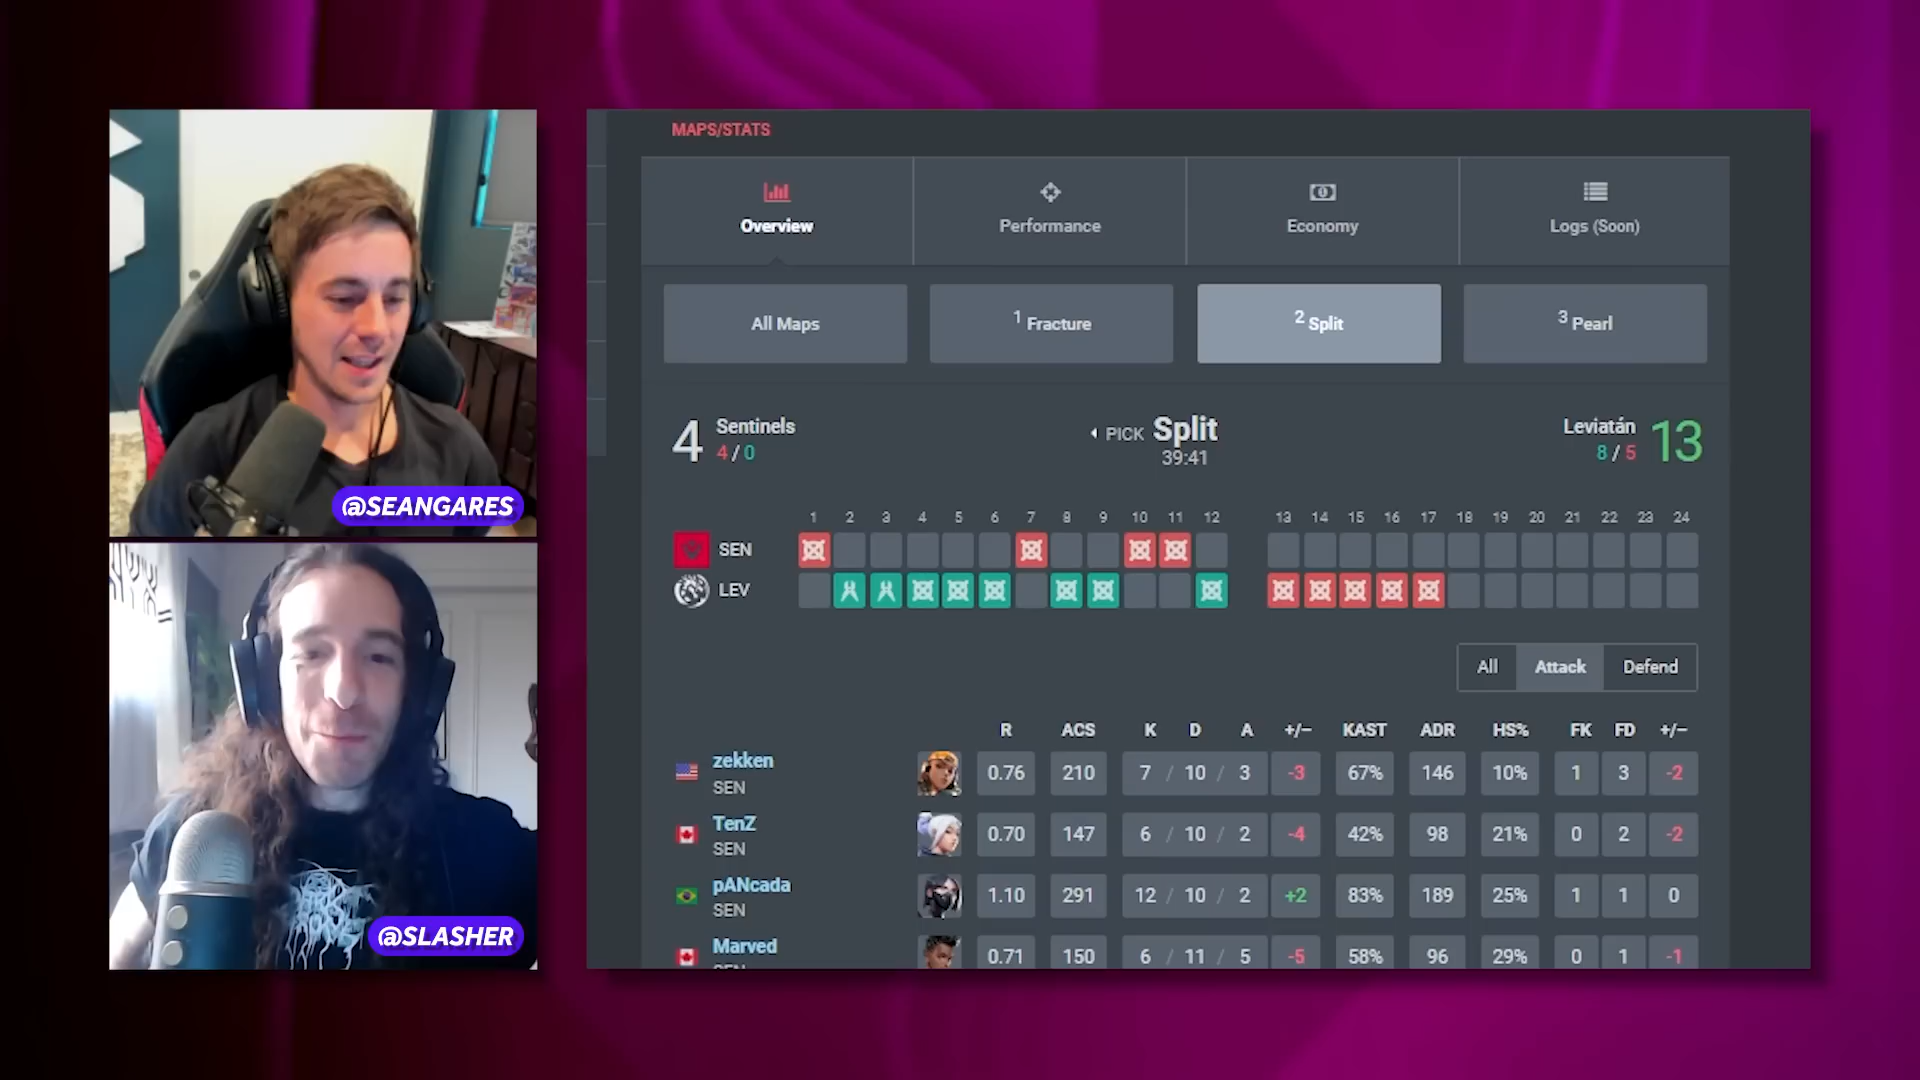 MAPS/STATS
Overview
Performance
Economy
Logs (Soon)
All Maps
1 Fracture
2 Split
3 Pearl
4 Sentinels
4 / 0
PICK Split
39:41
Leviatán 13
8 / 5
1 2 3 4 5 6 7 8 9 10 11 12 13 14 15 16 17 18 19 20 21 22 23 24
SEN
LEV
All Attack Defend
R ACS K D A +/– KAST ADR HS% FK FD +/–
zekken
SEN
0.76 210 7 / 10 / 3 -3 67% 146 10% 1 3 -2
TenZ
SEN
0.70 147 6 / 10 / 2 -4 42% 98 21% 0 2 -2
pANcada
SEN
1.10 291 12 / 10 / 2 +2 83% 189 25% 1 1 0
Marved
SEN
0.71 150 6 / 11 / 5 -5 58% 96 29% 0 1 -1
@SEANGARES
@SLASHER